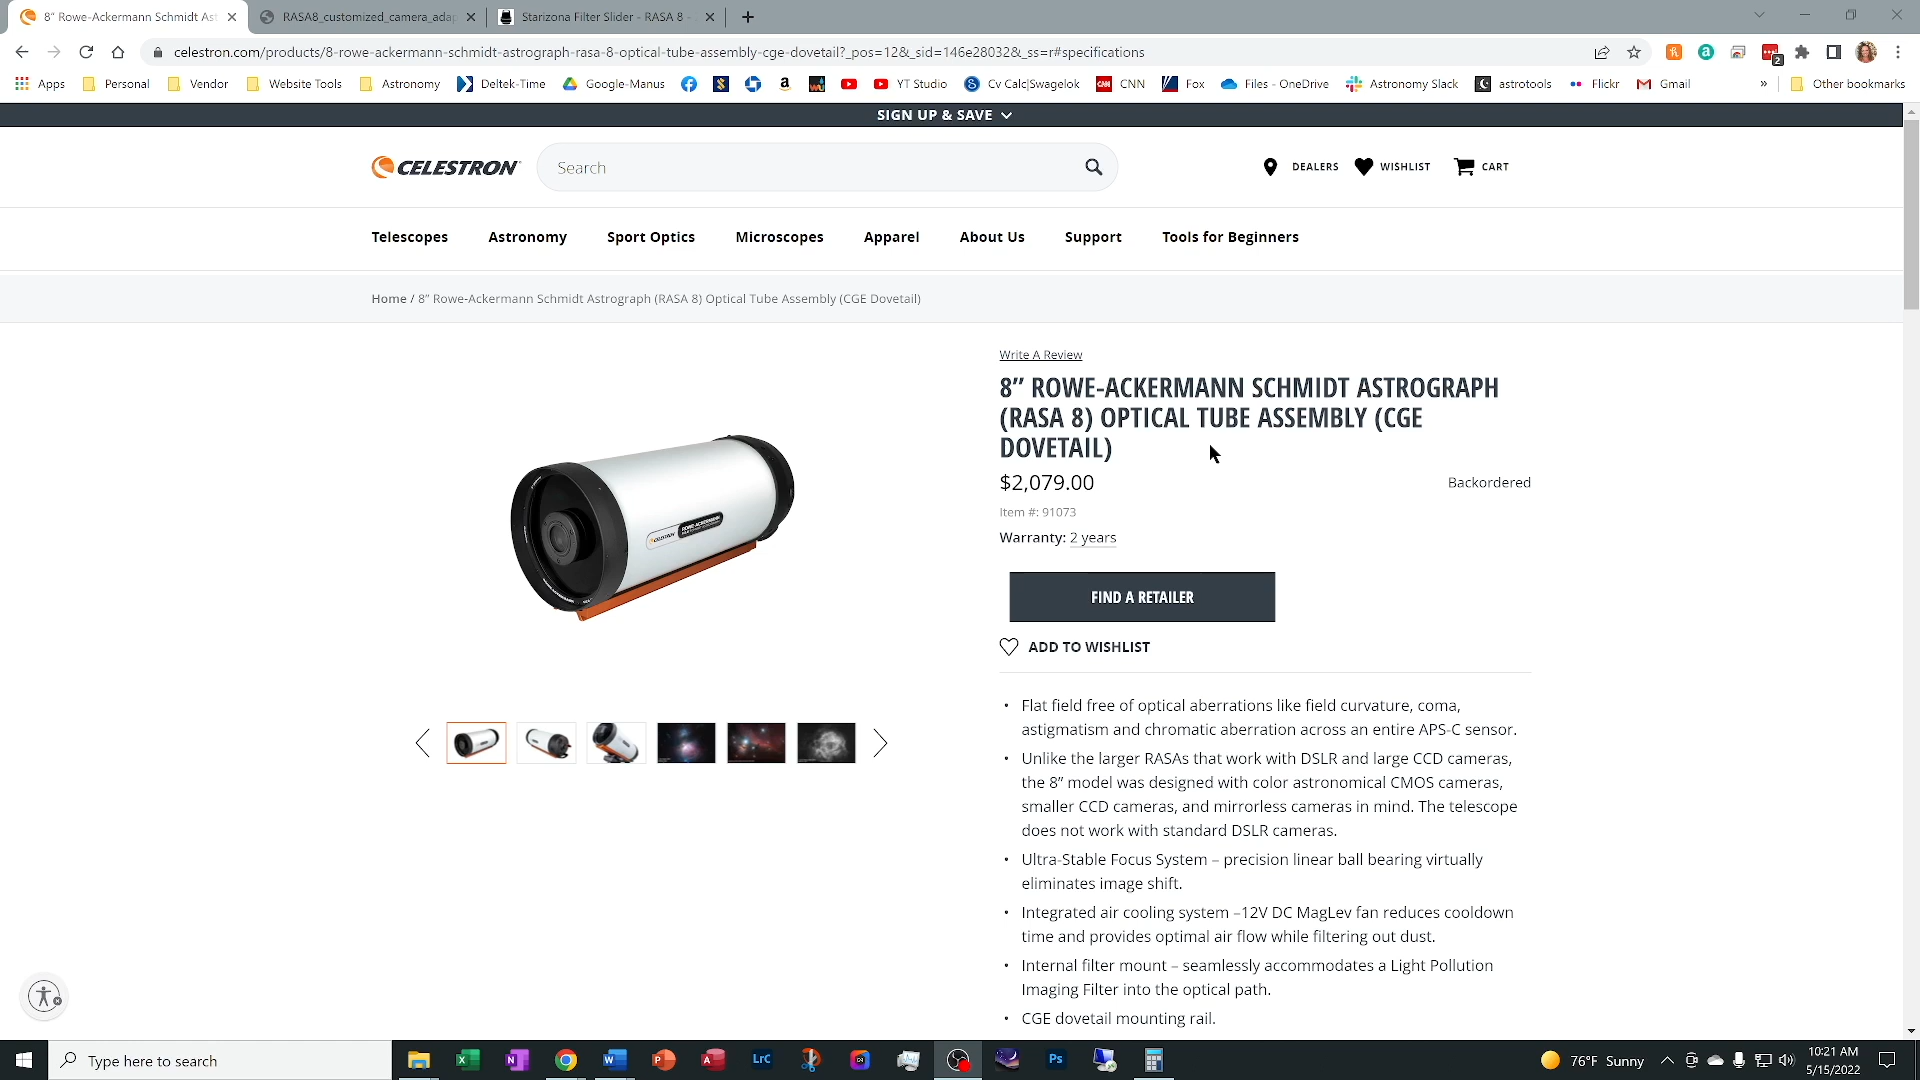 8” Rowe-Ackermann Schmidt Ast
RASA8_customized_camera_adap
Starizona Filter Slider - RASA 8 -
celestron.com/products/8-rowe-ackermann-schmidt-astrograph-rasa-8-optical-tube-assembly-cge-dovetail?_pos=12&_sid=146e28032&_ss=r#specifications
2
Apps Personal Vendor Website Tools Astronomy Deltek-Time Google-Manus YT Studio Cv Calc|Swagelok CNN Fox Files - OneDrive Astronomy Slack astrotools Flickr Gmail » Other bookmarks
SIGN UP & SAVE
CELESTRON
Search
DEALERS WISHLIST CART
Telescopes Astronomy Sport Optics Microscopes Apparel About Us Support Tools for Beginners
Home / 8” Rowe-Ackermann Schmidt Astrograph (RASA 8) Optical Tube Assembly (CGE Dovetail)
Write A Review
8” ROWE-ACKERMANN SCHMIDT ASTROGRAPH
(RASA 8) OPTICAL TUBE ASSEMBLY (CGE
DOVETAIL)
$2,079.00
Backordered
Item #: 91073
Warranty: 2 years
FIND A RETAILER
ADD TO WISHLIST
• Flat field free of optical aberrations like field curvature, coma,
astigmatism and chromatic aberration across an entire APS-C sensor.
• Unlike the larger RASAs that work with DSLR and large CCD cameras,
the 8” model was designed with color astronomical CMOS cameras,
smaller CCD cameras, and mirrorless cameras in mind. The telescope
does not work with standard DSLR cameras.
• Ultra-Stable Focus System – precision linear ball bearing virtually
eliminates image shift.
• Integrated air cooling system –12V DC MagLev fan reduces cooldown
time and provides optimal air flow while filtering out dust.
• Internal filter mount – seamlessly accommodates a Light Pollution
Imaging Filter into the optical path.
• CGE dovetail mounting rail.
Type here to search
LrC
Ps
76°F Sunny
10:21 AM
5/15/2022